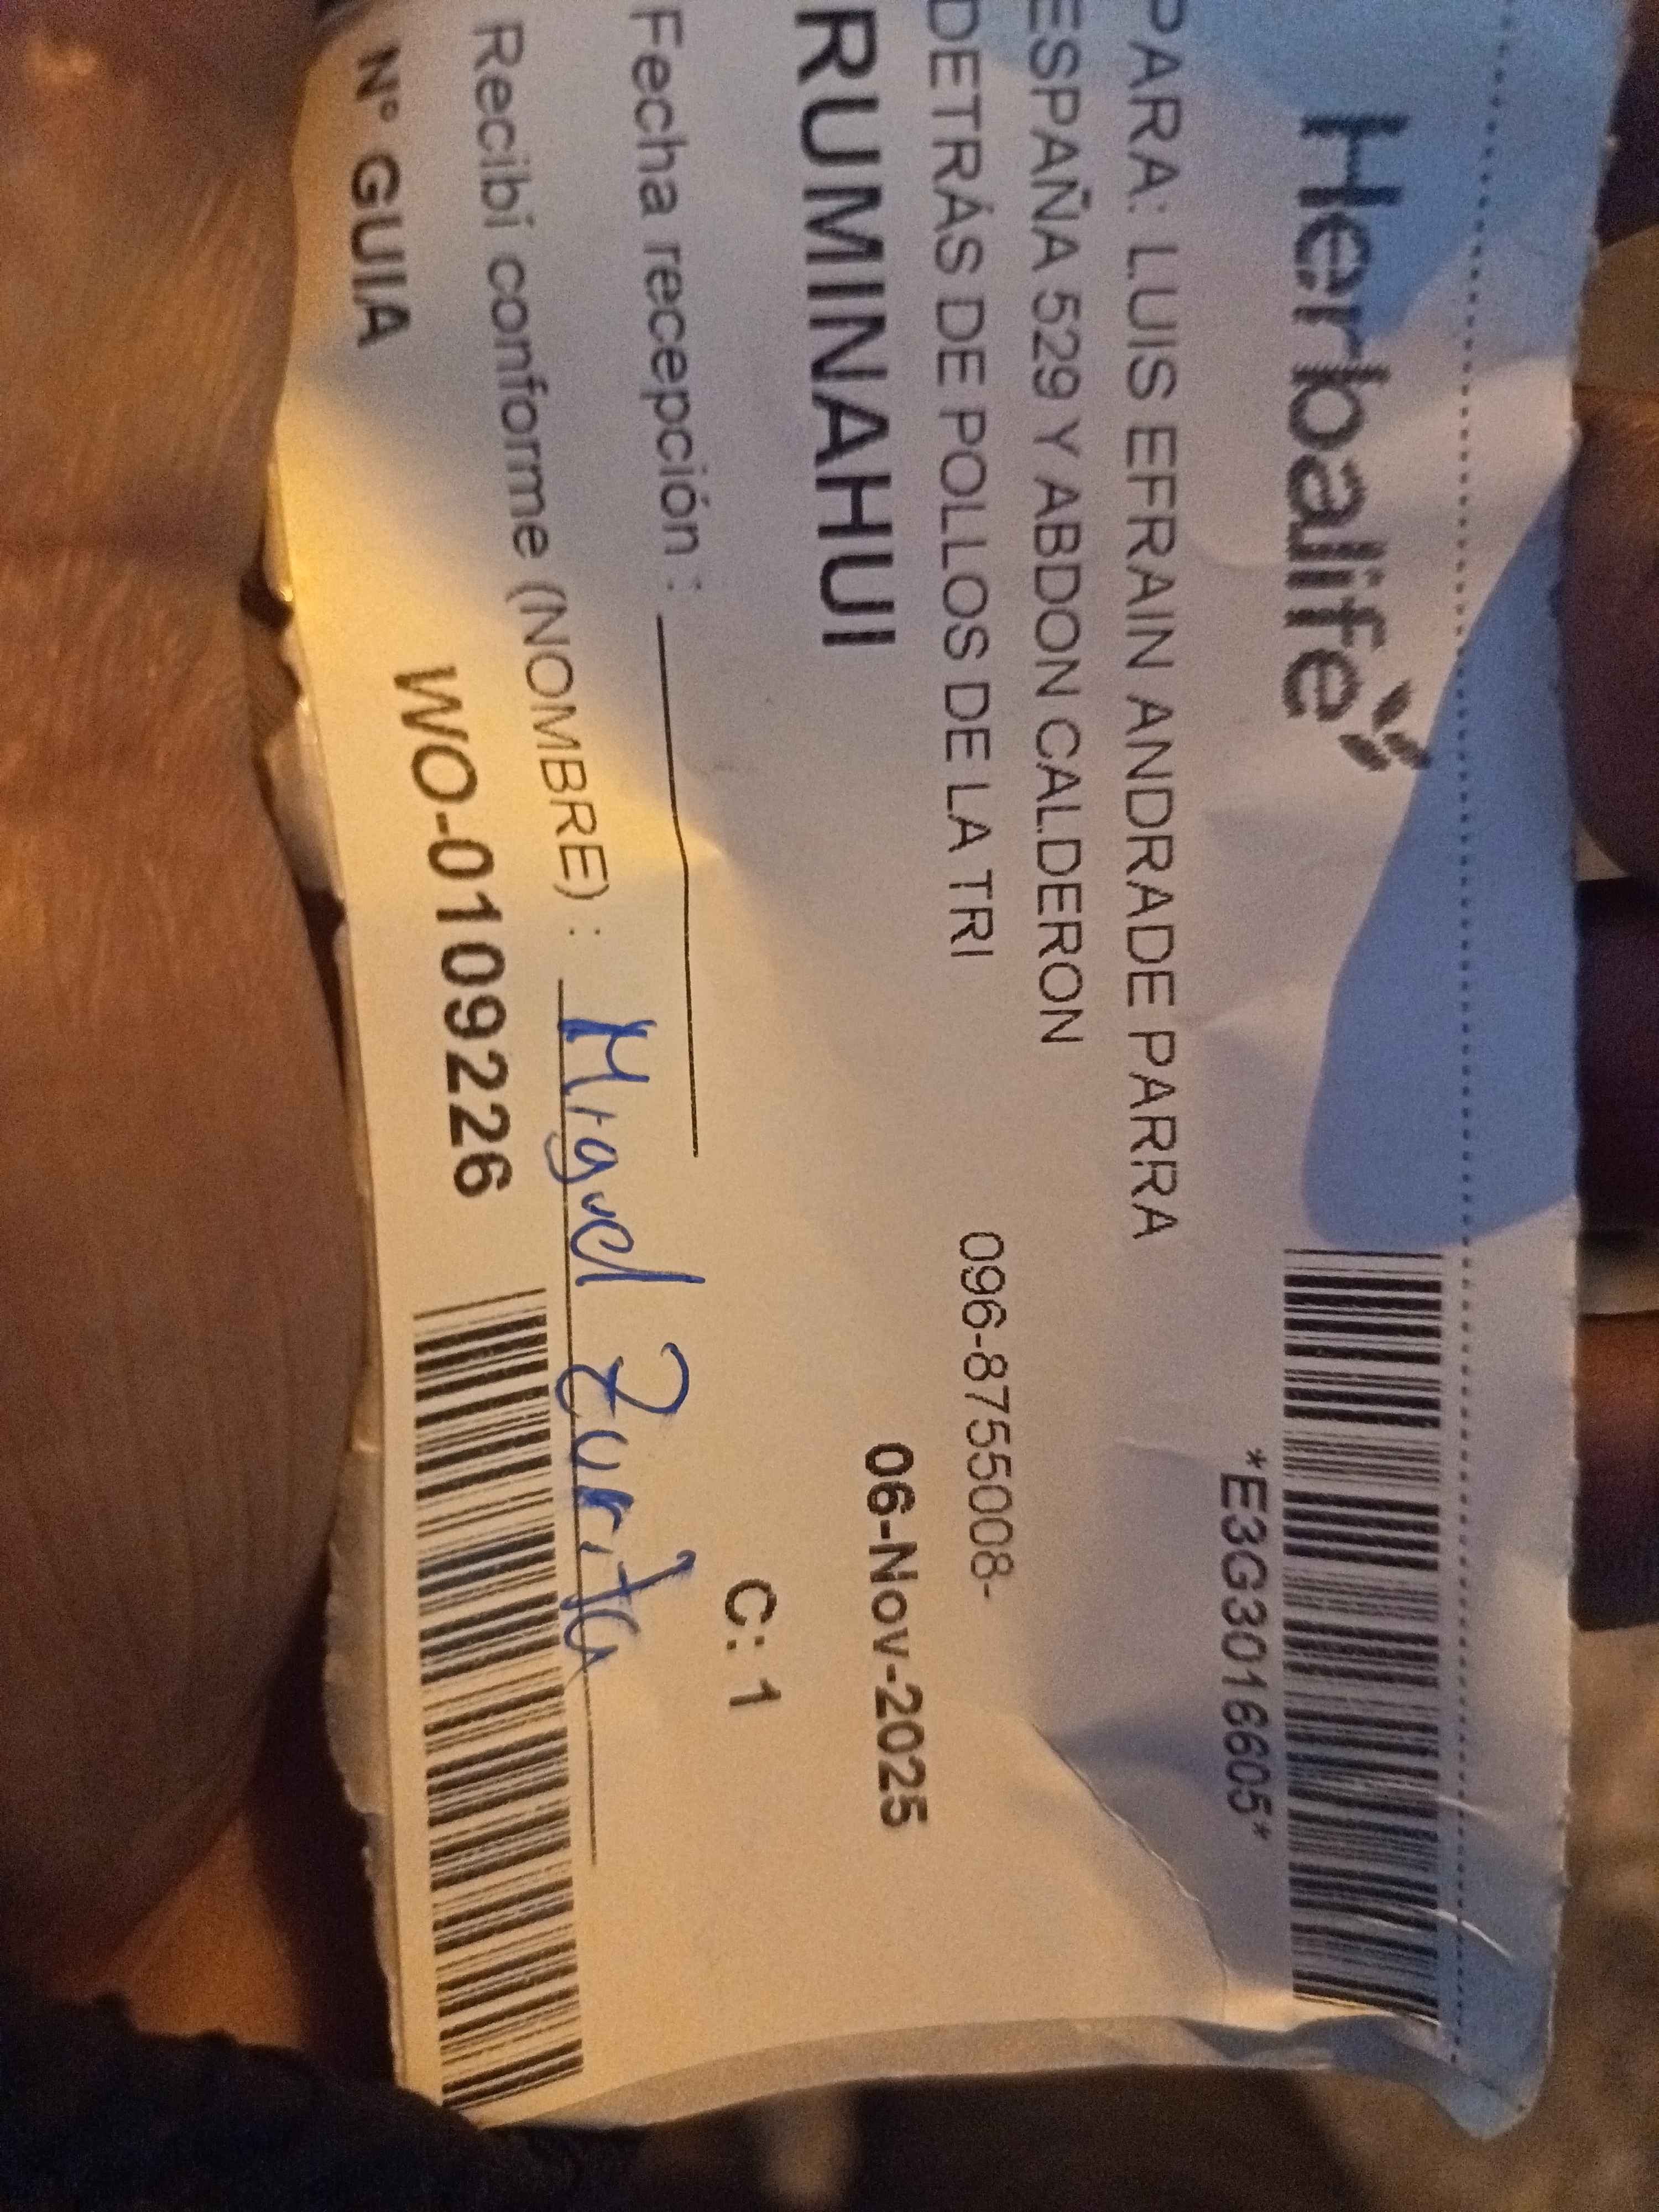 Herbalife
*E3G3016605*
PARA: LUIS EFRAIN ANDRADE PARRA
ESPAÑA 529 Y ABDON CALDERON
DETRÁS DE POLLOS DE LA TRI 096-8755008-
RUMINAHUI 06-Nov-2025
C: 1
Fecha recepción :
Recibí conforme (NOMBRE) : Miguel Zurita
Nº GUIA WO-0109226